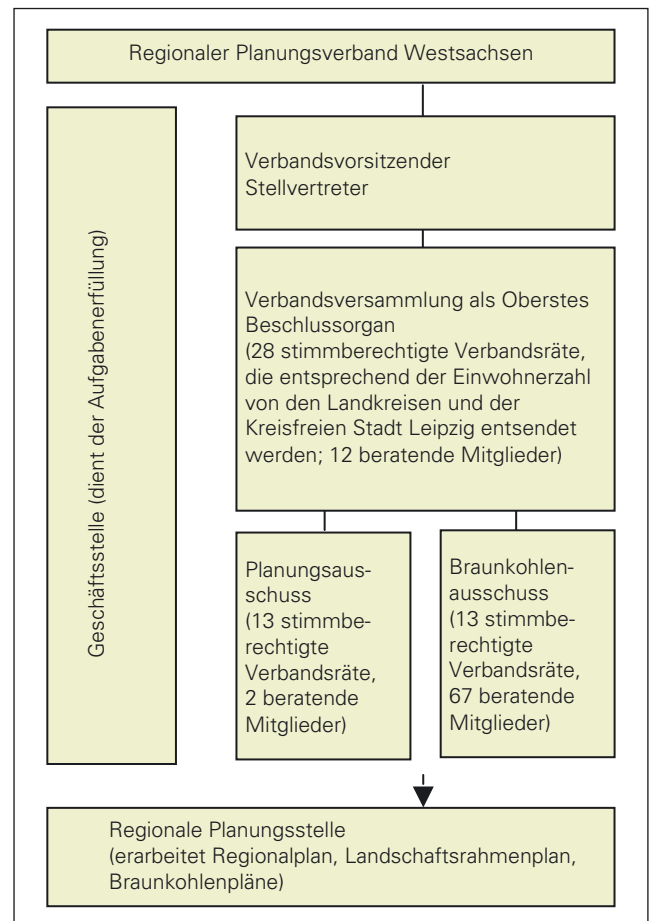 Regionaler Planungsverband Westsachsen
Geschäftsstelle (dient der Aufgabenerfüllung)
Verbandsvorsitzender
Stellvertreter
Verbandsversammlung als Oberstes
Beschlussorgan
(28 stimmberechtigte Verbandsräte,
die entsprechend der Einwohnerzahl
von den Landkreisen und der
Kreisfreien Stadt Leipzig entsendet
werden; 12 beratende Mitglieder)
Planungsaus-
schuss
(13 stimmbe-
rechtigte
Verbandsräte,
2 beratende
Mitglieder)
Braunkohlen-
ausschuss
(13 stimmbe-
rechtigte
Verbandsräte,
67 beratende
Mitglieder)
Regionale Planungsstelle
(erarbeitet Regionalplan, Landschaftsrahmenplan,
Braunkohlenpläne)